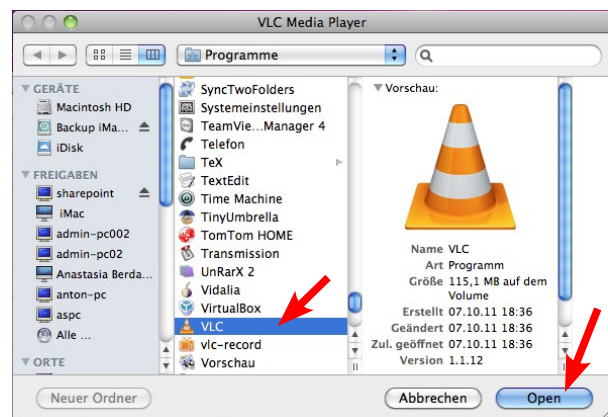 VLC Media Player
Programme
GERÄTE
Macintosh HD
Backup iMa...
iDisk
FREIGABEN
sharepoint
iMac
admin-pc002
admin-pc02
Anastasia Berda...
anton-pc
aspc
Alle ...
ORTE
SyncTwoFolders
Systemeinstellungen
TeamVie...Manager 4
Telefon
TeX
TextEdit
Time Machine
TinyUmbrella
TomTom HOME
Transmission
UnRarX 2
Vidalia
VirtualBox
VLC
vlc-record
Vorschau
Vorschau:
Name VLC
Art Programm
Größe 115,1 MB auf dem
Volume
Erstellt 07.10.11 18:36
Geändert 07.10.11 18:36
Zul. geöffnet 07.10.11 18:36
Version 1.1.12
Neuer Ordner
Abbrechen
Open